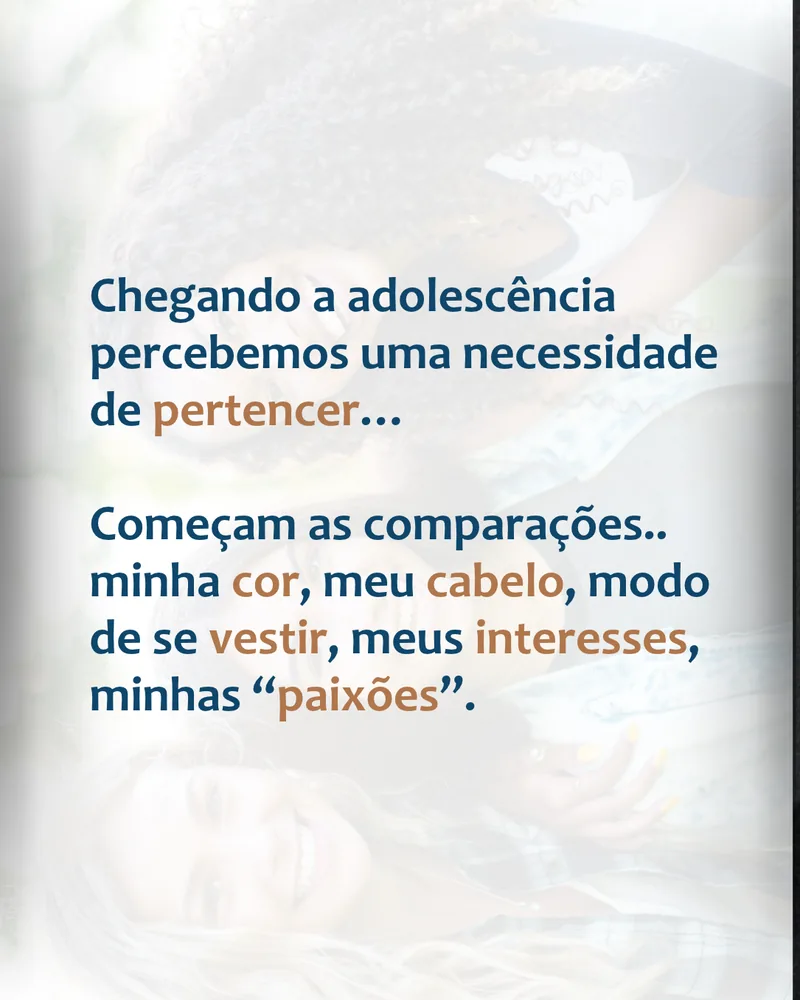 Chegando a adolescência
percebemos uma necessidade
de pertencer...
Começam as comparações..
minha cor, meu cabelo, modo
de se vestir, meus interesses,
minhas “paixões”.